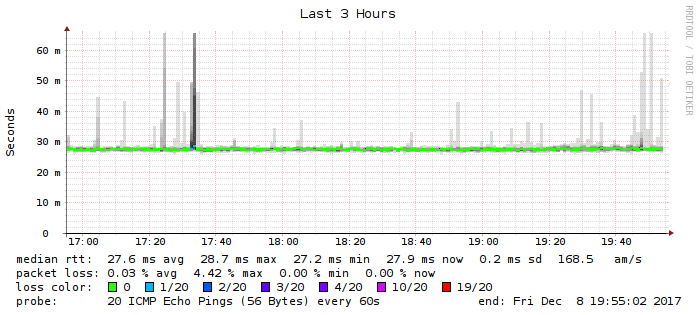 Last 3 Hours
RRDTOOL / TOBI OETIKER
Seconds
60 m
50 m
40 m
30 m
20 m
10 m
0
17:00 17:20 17:40 18:00 18:20 18:40 19:00 19:20 19:40
median rtt: 27.6 ms avg 28.7 ms max 27.2 ms min 27.9 ms now 0.2 ms sd 168.5 am/s
packet loss: 0.03 % avg 4.42 % max 0.00 % min 0.00 % now
loss color: 0 1/20 2/20 3/20 4/20 10/20 19/20
probe: 20 ICMP Echo Pings (56 Bytes) every 60s end: Fri Dec 8 19:55:02 2017